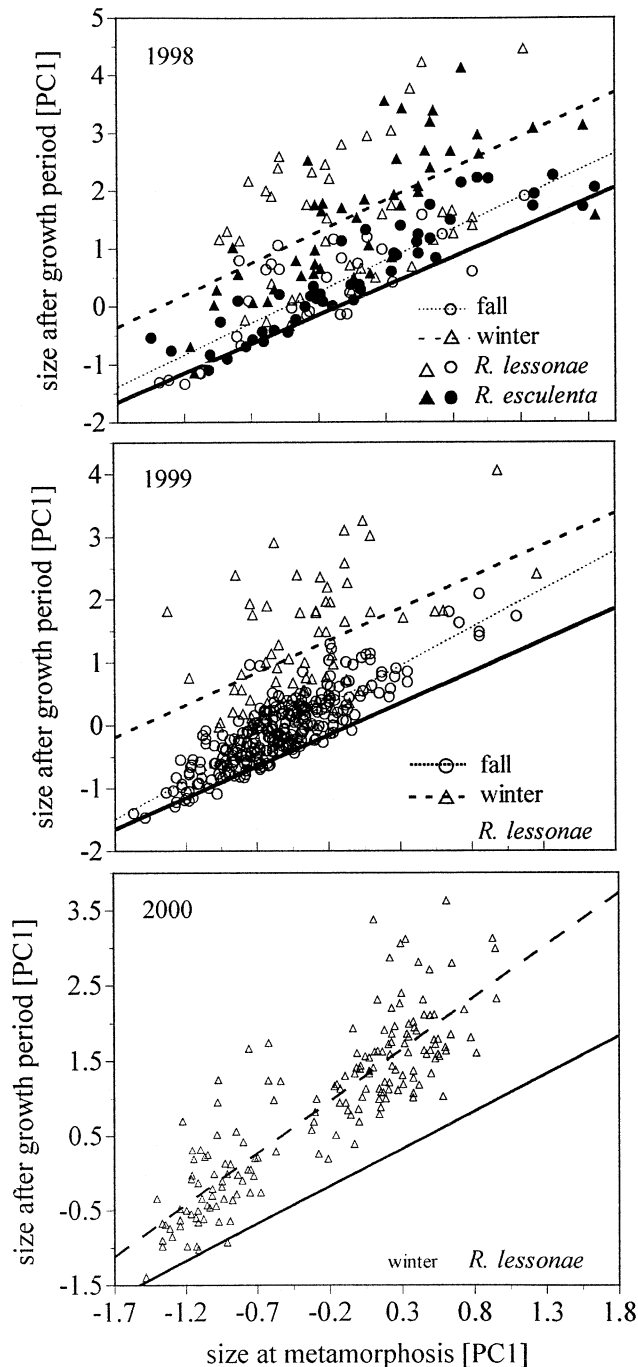 5
1998
4
3
2
1
0
-1
-2
size after growth period [PC1]
fall
winter
R. lessonae
R. esculenta
1999
4
3
2
1
0
-1
-2
size after growth period [PC1]
fall
winter
R. lessonae
2000
3.5
2.5
1.5
0.5
-0.5
-1.5
size after growth period [PC1]
winter R. lessonae
-1.7 -1.2 -0.7 -0.2 0.3 0.8 1.3 1.8
size at metamorphosis [PC1]